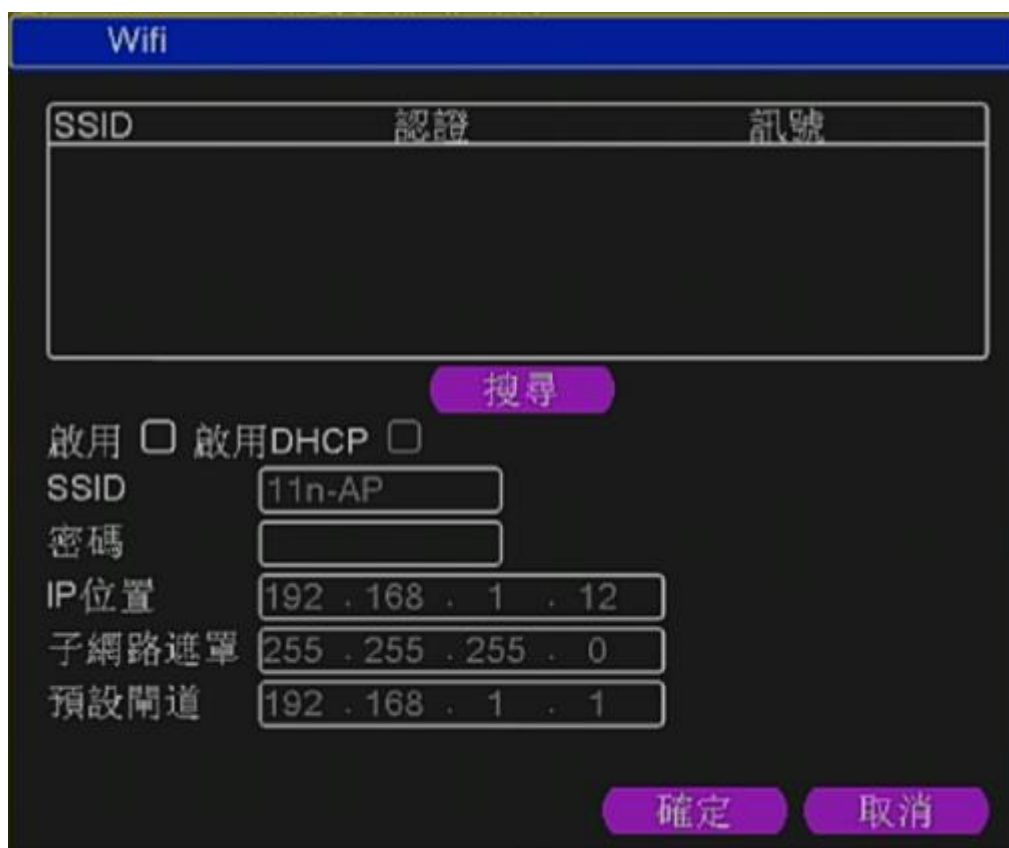 Wifi
SSID 認證 訊號
搜尋
啟用 啟用DHCP
SSID 11n-AP
密碼
IP位置 192 . 168 . 1 . 12
子網路遮罩 255 . 255 . 255 . 0
預設閘道 192 . 168 . 1 . 1
確定 取消